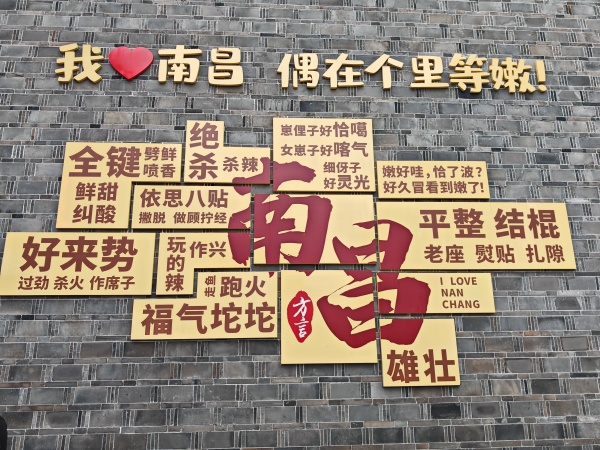 我❤南昌 偶在个里等嫩!
绝杀
杀辣
崽俚子好恰噶
女崽子好喀气
细伢子好灵光
全键
劈鲜喷香
鲜甜纠酸
依思八贴
撇脱 做顾拧经
嫩好哇,恰了波?
好久冒看到嫩了!
南昌
方言
平整 结棍
老座 熨贴 扎隙
好来势
过劲 杀火 作席子
玩的辣
作兴
跑火
福气坨坨
I LOVE
NAN
CHANG
雄壮